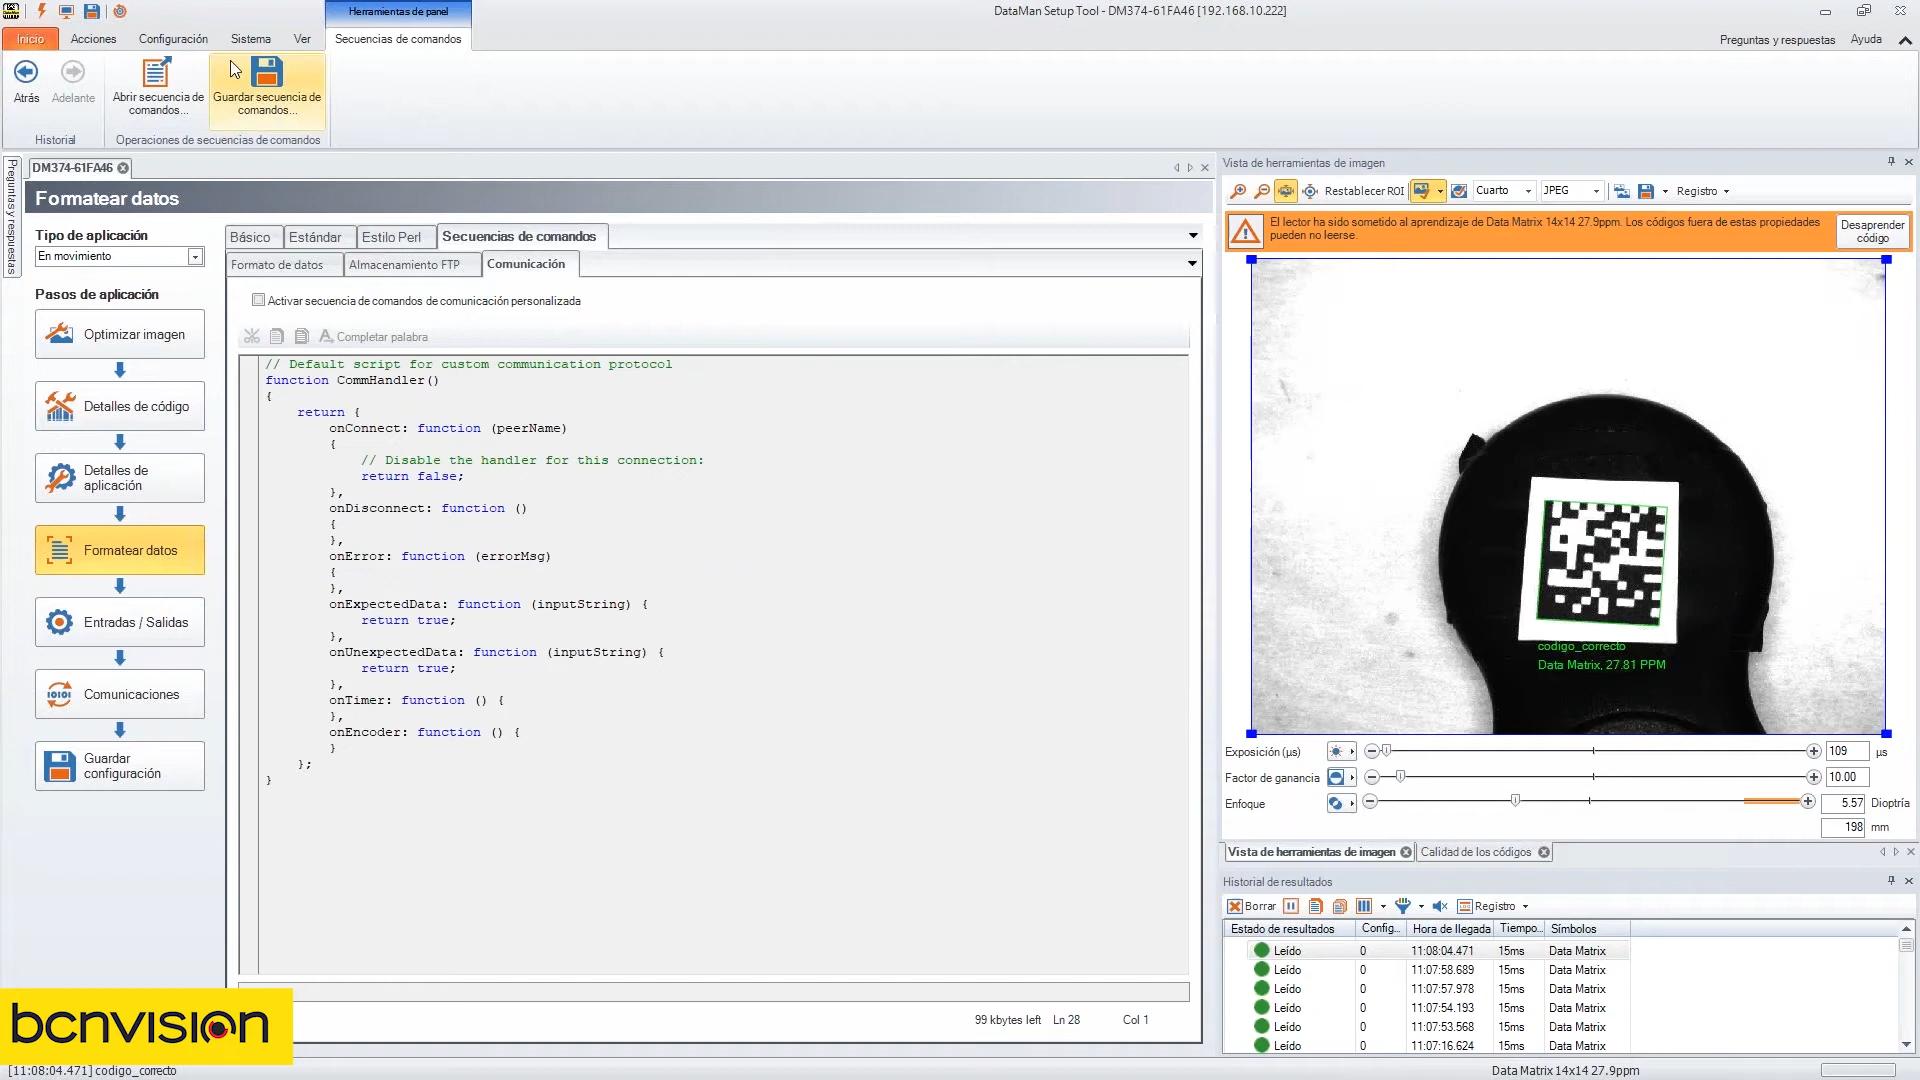 Herramientas de panel
DataMan Setup Tool - DM374-61FA46 [192.168.10.222]
Inicio
Acciones
Configuración
Sistema
Ver
Secuencias de comandos
Preguntas y respuestas
Ayuda
Atrás
Adelante
Abrir secuencia de
comandos...
Guardar secuencia de
comandos...
Historial
Operaciones de secuencias de comandos
Preguntas y respuestas
DM374-61FA46
Formatear datos
Tipo de aplicación
En movimiento
Pasos de aplicación
Optimizar imagen
Detalles de código
Detalles de
aplicación
Formatear datos
Entradas / Salidas
Comunicaciones
Guardar
configuración
Básico
Estándar
Estilo Perl
Secuencias de comandos
Formato de datos
Almacenamiento FTP
Comunicación
Activar secuencia de comandos de comunicación personalizada
Completar palabra
// Default script for custom communication protocol
function CommHandler()
{
return {
onConnect: function (peerName)
{
// Disable the handler for this connection:
return false;
},
onDisconnect: function ()
{
},
onError: function (errorMsg)
{
},
onExpectedData: function (inputString) {
return true;
},
onUnexpectedData: function (inputString) {
return true;
},
onTimer: function () {
},
onEncoder: function () {
}
};
}
99 kbytes left
Ln 28
Col 1
Vista de herramientas de imagen
Restablecer ROI
Cuarto
JPEG
Registro
El lector ha sido sometido al aprendizaje de Data Matrix 14x14 27.9ppm. Los códigos fuera de estas propiedades
pueden no leerse.
Desaprender
código
codigo_correcto
Data Matrix, 27.81 PPM
Exposición (µs)
109
µs
Factor de ganancia
10.00
Enfoque
5.57
Dioptría
198
mm
Vista de herramientas de imagen
Calidad de los códigos
Historial de resultados
Borrar
Registro
Estado de resultados
Config...
Hora de llegada
Tiempo...
Símbolos
Leído 0 11:08:04.471 15ms Data Matrix
Leído 0 11:07:58.689 15ms Data Matrix
Leído 0 11:07:57.978 15ms Data Matrix
Leído 0 11:07:54.193 15ms Data Matrix
Leído 0 11:07:53.568 15ms Data Matrix
Leído 0 11:07:16.624 15ms Data Matrix
bcnvision
[11:08:04.471] codigo_correcto
Data Matrix 14x14 27.9ppm